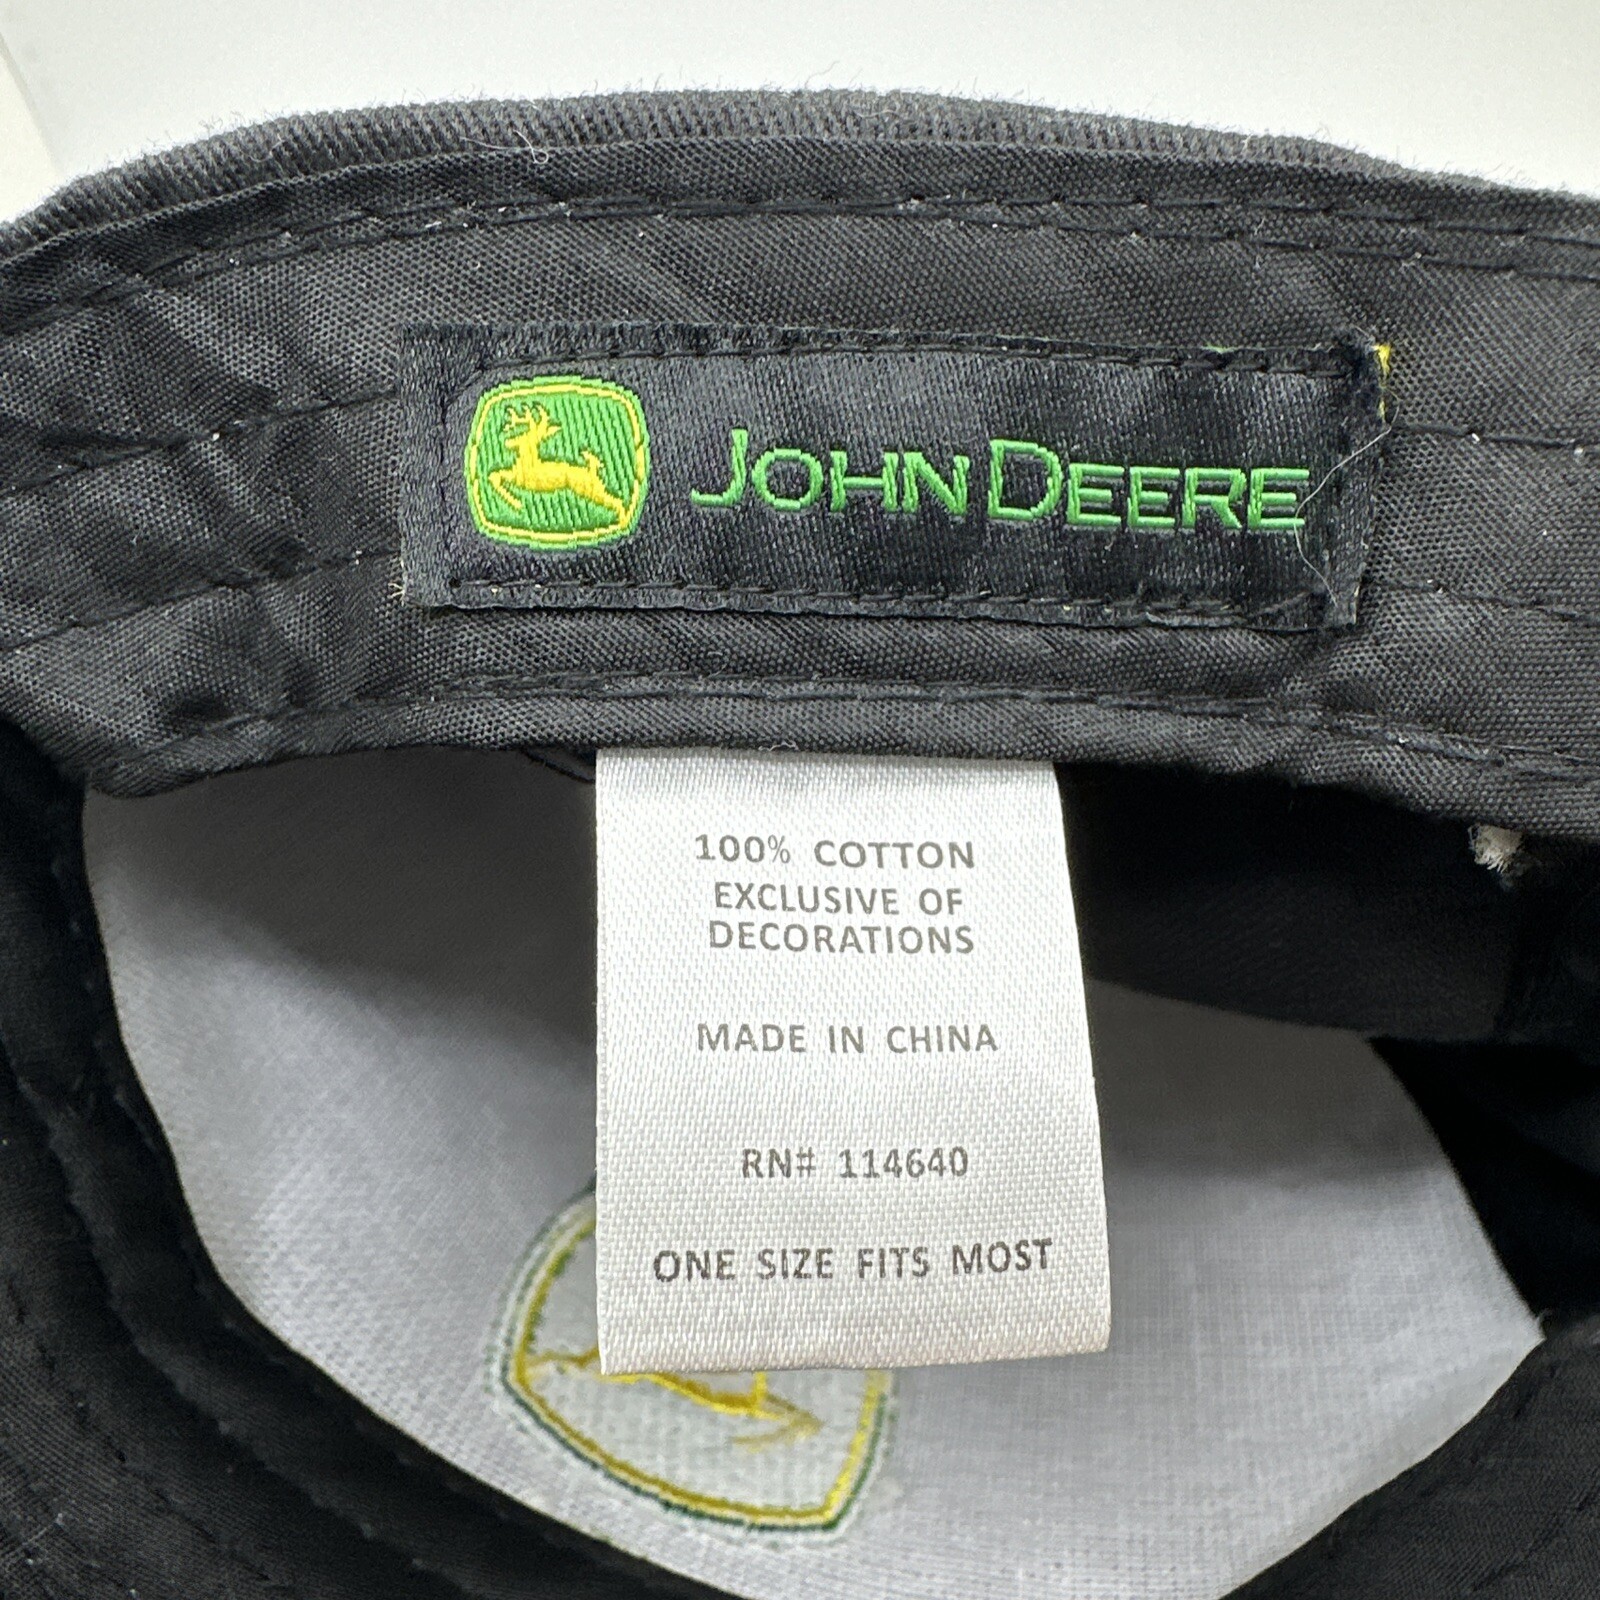 JOHN DEERE
100% COTTON
EXCLUSIVE OF
DECORATIONS
MADE IN CHINA
RN# 114640
ONE SIZE FITS MOST